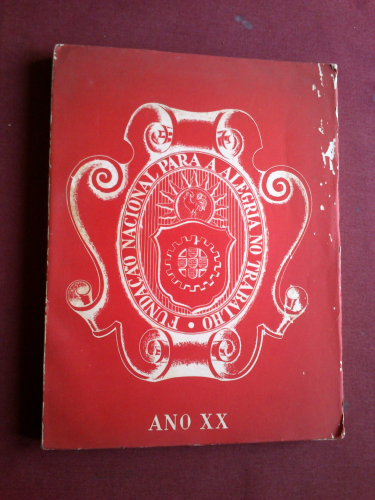 FUNDAÇÃO NACIONAL PARA A ALEGRIA NO TRABALHO •
ANO XX